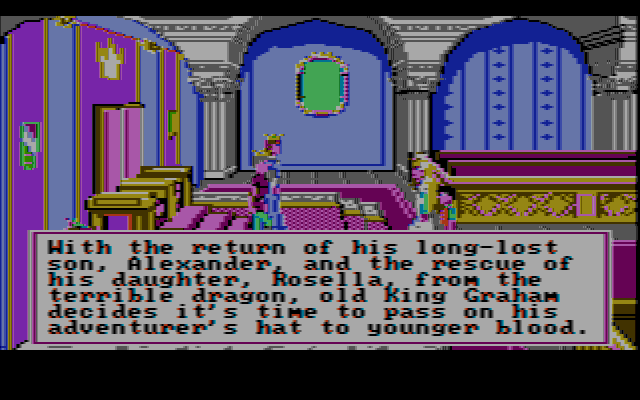 With the return of his long-lost
son, Alexander, and the rescue of
his daughter, Rosella, from the
terrible dragon, old King Graham
decides it's time to pass on his
adventurer's hat to younger blood.